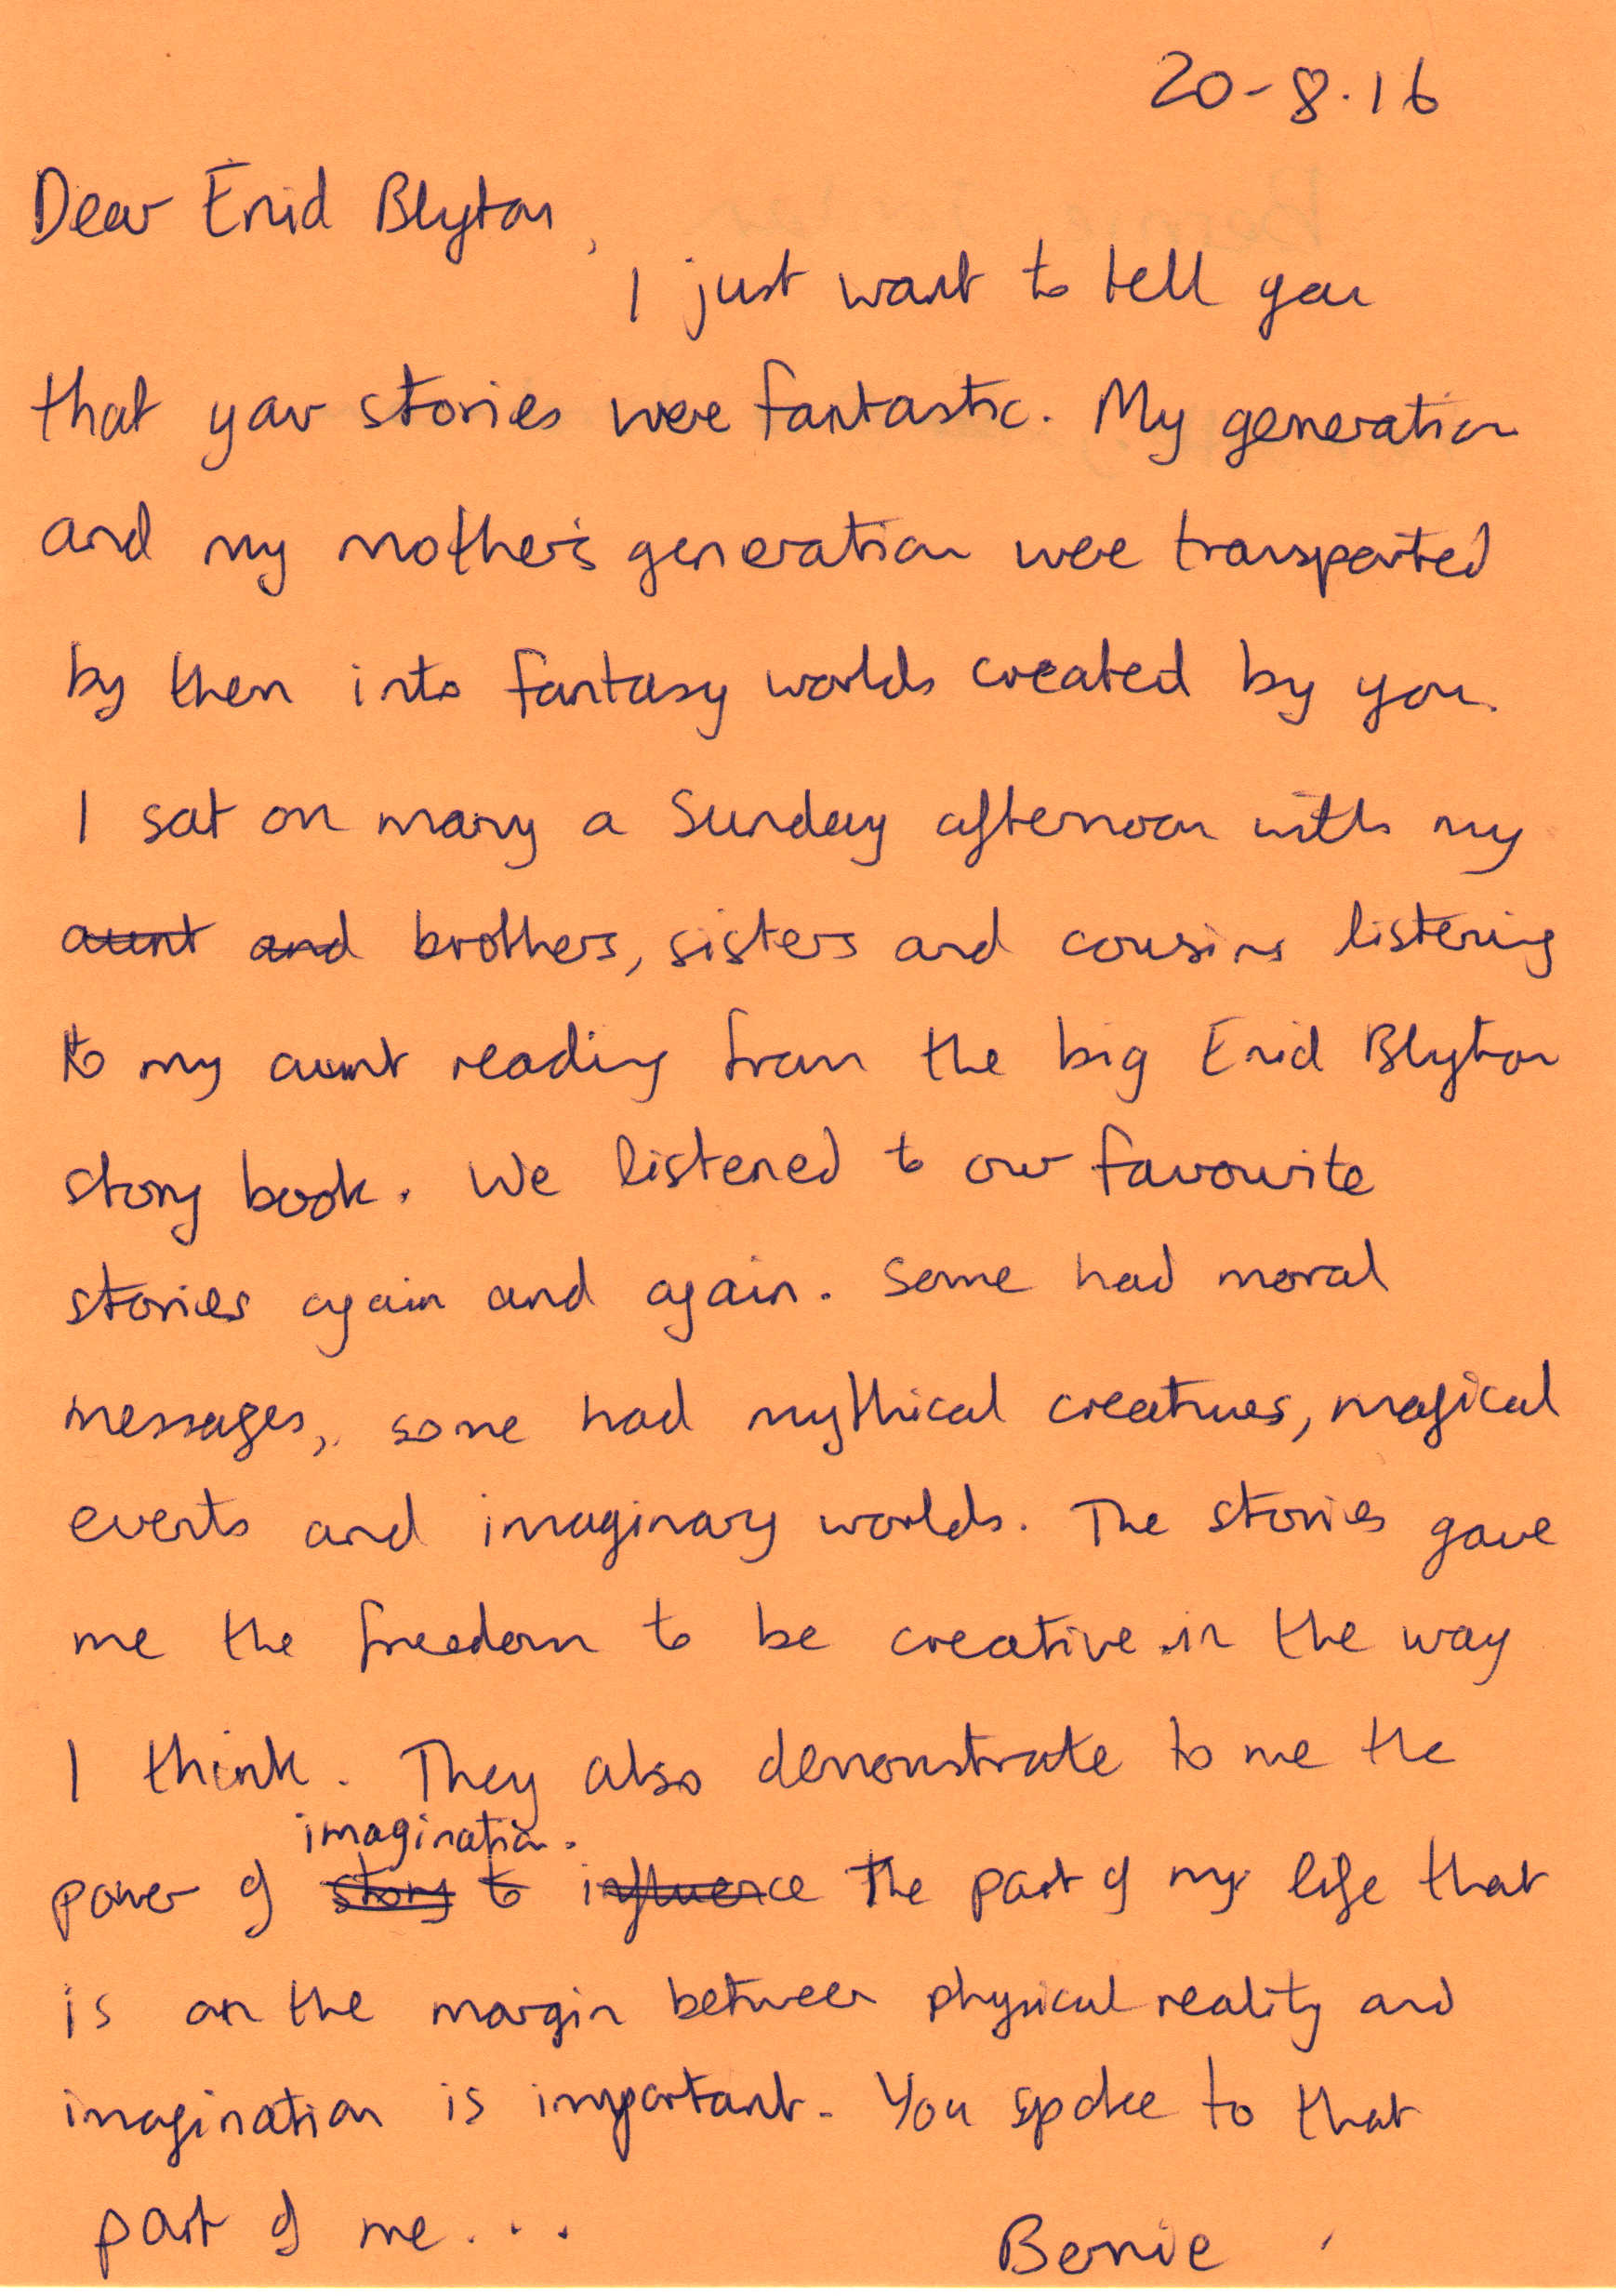 20-8.16
Dear Enid Blyton,
I just want to tell you
that your stories were fantastic. My generation
and my mother's generation were transported
by them into fantasy worlds created by you.
I sat on many a Sunday afternoon with my
aunt and brothers, sisters and cousins listening
to my aunt reading from the big Enid Blyton
story book. We listened to our favourite
stories again and again. Some had moral
messages, some had mythical creatures, magical
events and imaginary worlds. The stories gave
me the freedom to be creative in the way
I think. They also demonstrate to me the
imagination.
power of story to influence The part of my life that
is on the margin between physical reality and
imagination is important. You spoke to that
part of me...
Bernie